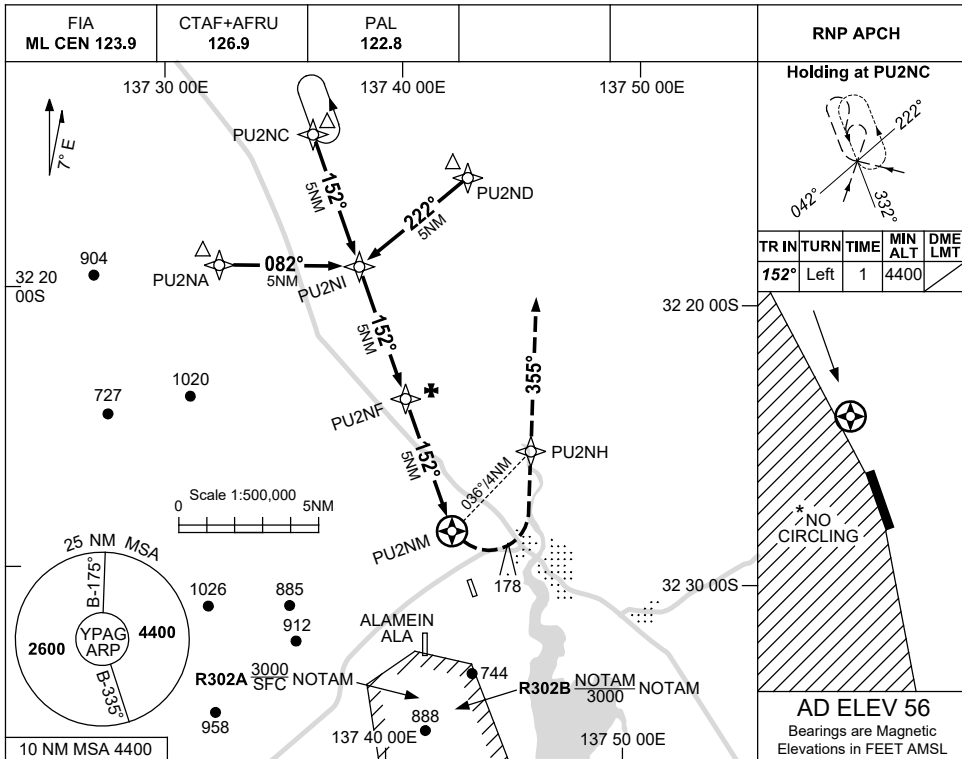 FIA
ML CEN 123.9
CTAF+AFRU
126.9
PAL
122.8
RNP APCH
137 30 00E
137 40 00E
137 50 00E
7° E
PU2NC
152°
5NM
PU2ND
222°
5NM
904
PU2NA
082°
5NM
PU2NI
32 20
00S
32 20 00S
152°
5NM
355°
727
1020
PU2NF
152°
5NM
PU2NH
036°/4NM
Scale 1:500,000
0
5NM
PU2NM
178
25 NM MSA
B-175°
YPAG
ARP
2600
4400
B-335°
10 NM MSA 4400
1026
885
912
958
32 30 00S
ALAMEIN
ALA
744
R302A 3000
SFC NOTAM
R302B NOTAM
3000 NOTAM
888
137 40 00E
137 50 00E
Holding at PU2NC
222°
042°
332°
TR IN TURN TIME MIN ALT DME LMT
152° Left 1 4400
*NO
CIRCLING
AD ELEV 56
Bearings are Magnetic
Elevations in FEET AMSL